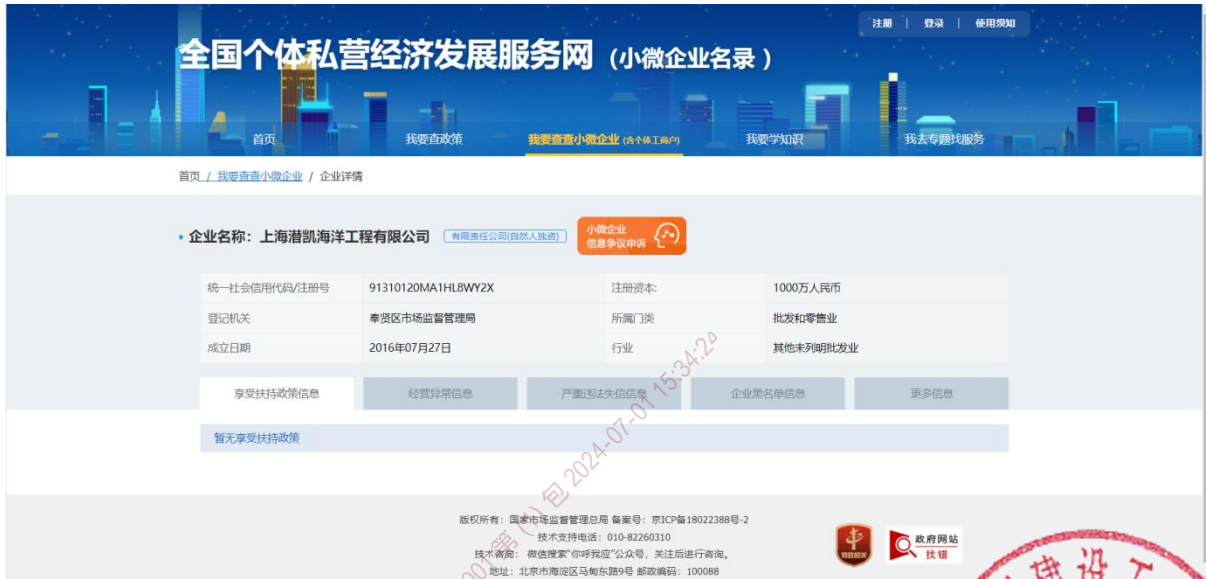 注册 | 登录 | 使用须知
全国个体私营经济发展服务网（小微企业名录）
首页 我要查政策 我要查查小微企业 (含个体工商户) 我要学知识 我去专题找服务
首页 / 我要查查小微企业 / 企业详情
• 企业名称：上海潜凯海洋工程有限公司 有限责任公司(自然人独资) 小微企业
信息争议申诉
统一社会信用代码/注册号 91310120MA1HL8WY2X 注册资本: 1000万人民币
登记机关 奉贤区市场监督管理局 所属门类 批发和零售业
成立日期 2016年07月27日 行业 其他未列明批发业
享受扶持政策信息 经营异常信息 严重违法失信信息 企业黑名单信息 更多信息
暂无享受扶持政策
版权所有：国家市场监督管理总局 备案号：京ICP备18022388号-2
技术支持电话：010-82260310
技术咨询：微信搜索"你呼我应"公众号，关注后进行咨询。
地址：北京市海淀区马甸东路9号 邮政编码：100088
党政机关
政府网站
找错
001 第 (1) 包 2024-07-01 15:34:24
建设工